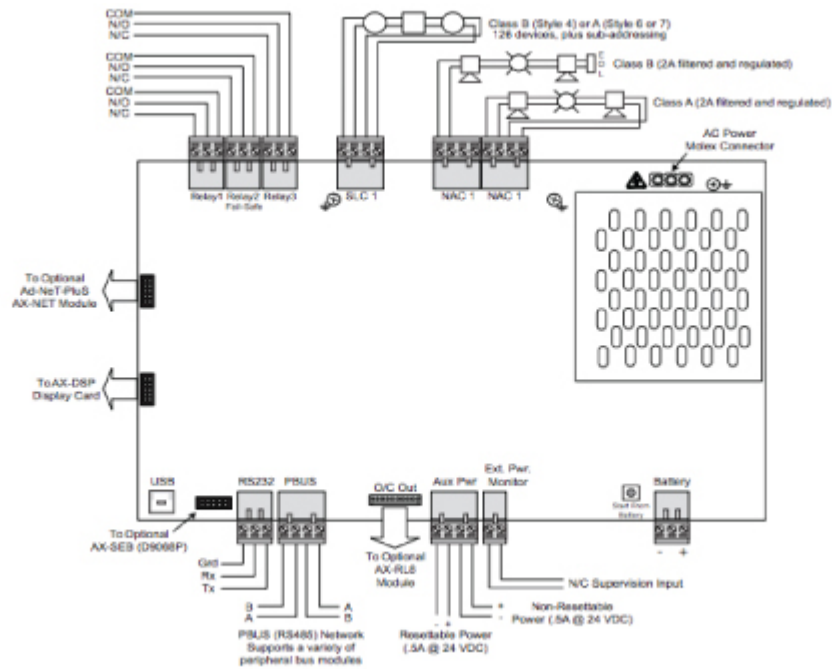 COM
N/O
N/C
COM
N/O
N/C
COM
N/O
N/C
Class B (Style 4) or A (Style 6 or 7)
126 devices, plus sub-addressing
E
O
L
Class B (2A filtered and regulated)
Class A (2A filtered and regulated)
AC Power
Molex Connector
Relay1 Relay2 Relay3
Fail-Safe
SLC 1
NAC 1
NAC 1
To Optional
Ad-NeT-PluS
AX-NET Module
To AX-DSP
Display Card
USB
RS232
PBUS
O/C Out
Aux Pwr
Ext. Pwr.
Monitor
Start From
Battery
Battery
- +
To Optional
AX-SEB (D9068P)
Grd
Rx
Tx
To Optional
AX-RL8
Module
B
A
A
B
N/C Supervision Input
+
-
Non-Resettable
Power (.5A @ 24 VDC)
- +
Resettable Power
(.5A @ 24 VDC)
PBUS (RS485) Network
Supports a variety of
peripheral bus modules